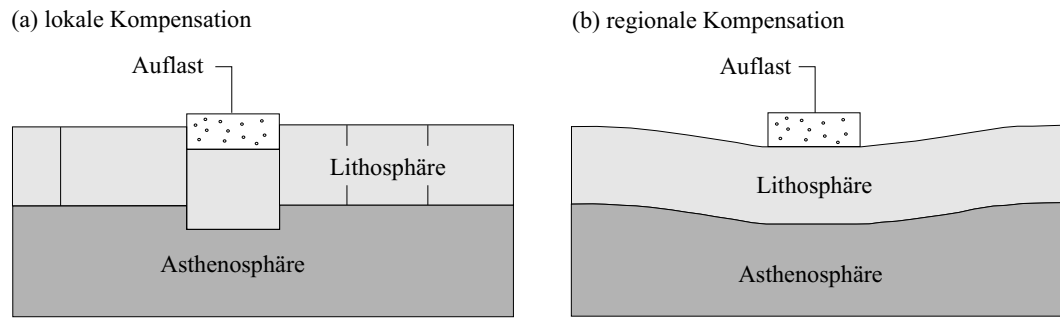 (a) lokale Kompensation
Auflast
Lithosphäre
Asthenosphäre
(b) regionale Kompensation
Auflast
Lithosphäre
Asthenosphäre